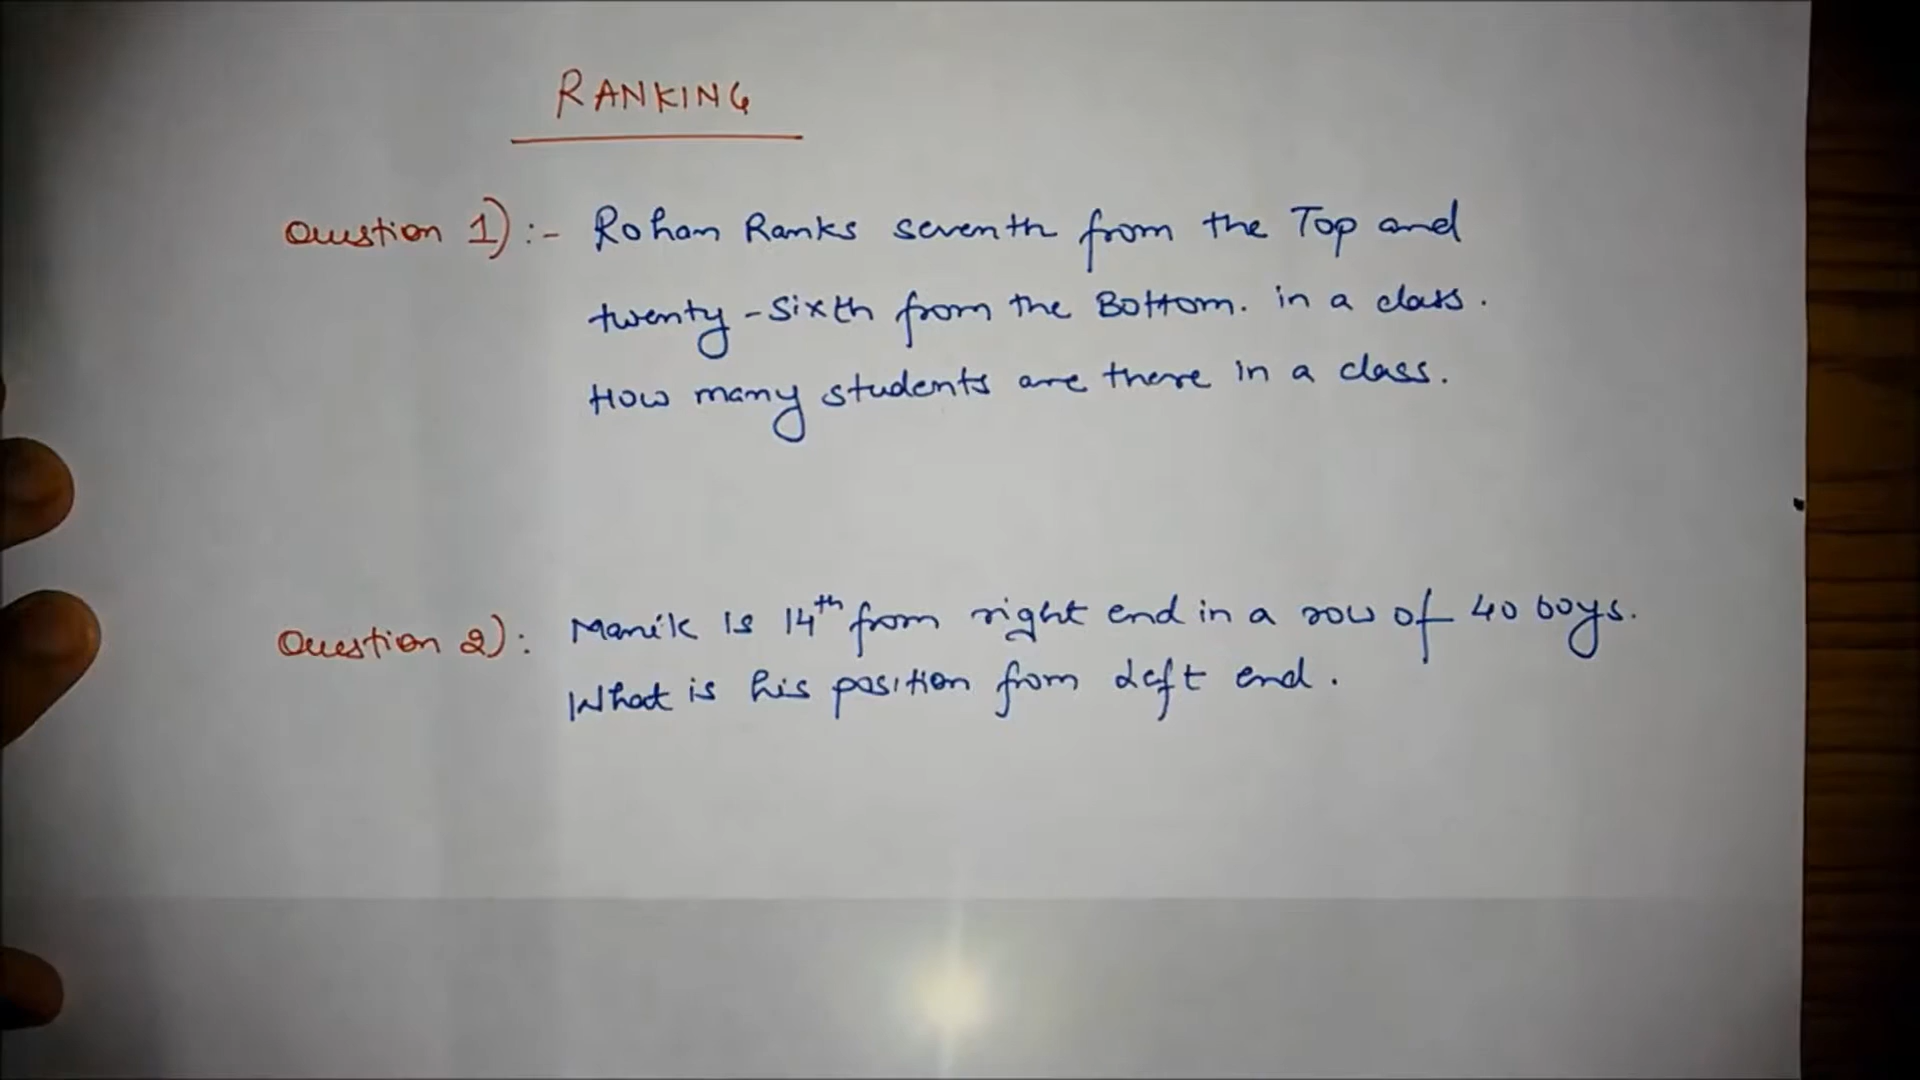 RANKING
Question 1) :- Rohan Ranks seventh from the Top and
twenty-sixth from the Bottom. in a class.
How many students are there in a class.
Question 2) : Manik is 14th from right end in a row of 40 boys.
What is his position from left end.